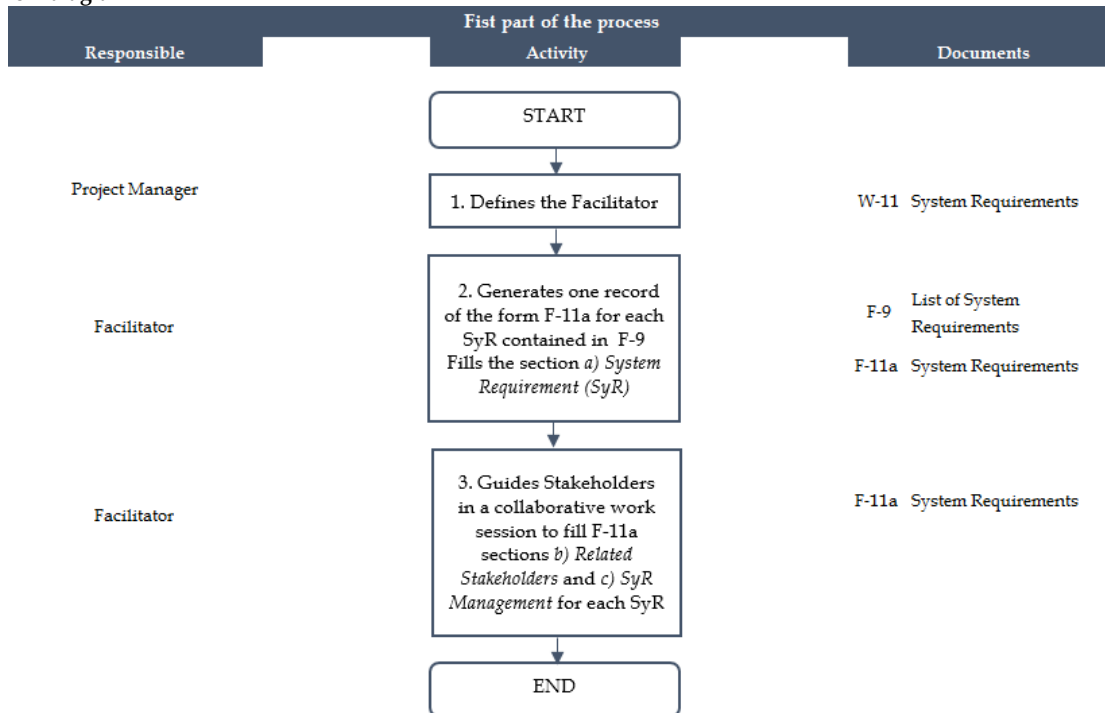 Fist part of the process
Responsible
Activity
Documents
START
Project Manager
1. Defines the Facilitator
W-11 System Requirements
Facilitator
2. Generates one record
of the form F-11a for each
SyR contained in F-9
Fills the section a) System
Requirement (SyR)
F-9 List of System
Requirements
F-11a System Requirements
Facilitator
3. Guides Stakeholders
in a collaborative work
session to fill F-11a
sections b) Related
Stakeholders and c) SyR
Management for each SyR
F-11a System Requirements
END